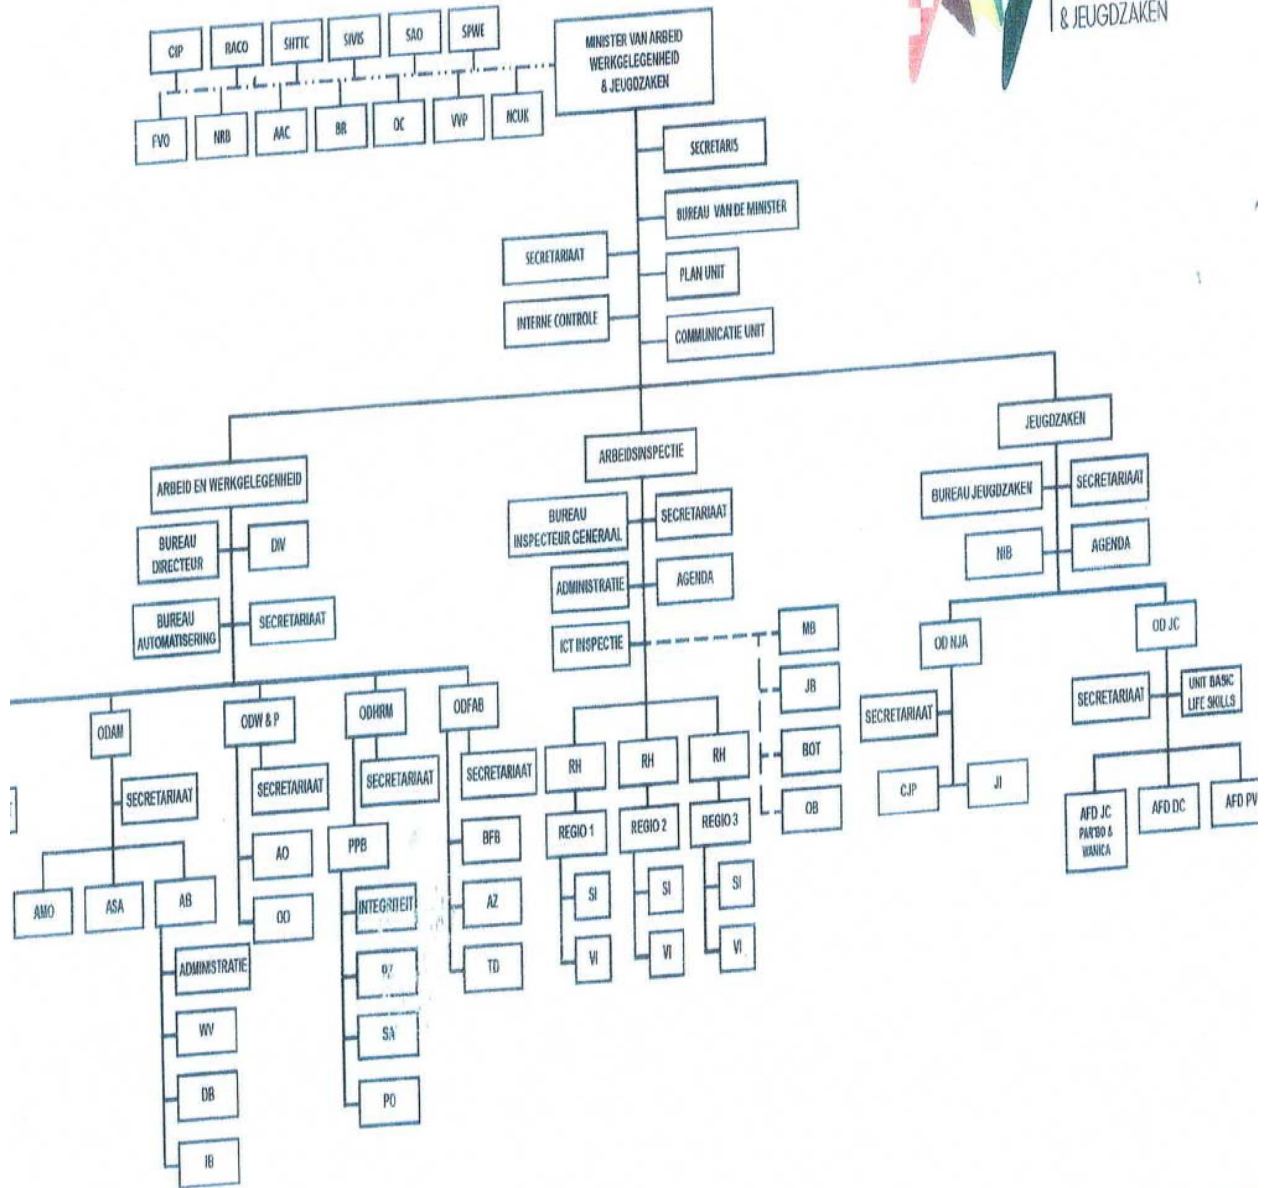 & JEUGDZAKEN
CIP
RACO
SHTTC
SIVIS
SAO
SPWE
MINISTER VAN ARBEID
WERKGELEGENHEID
& JEUGDZAKEN
FVO
NRB
AAC
BR
OC
VVP
NCUK
SECRETARIS
BUREAU VAN DE MINISTER
SECRETARIAAT
PLAN UNIT
INTERNE CONTROLE
COMMUNICATIE UNIT
ARBEID EN WERKGELEGENHEID
BUREAU
DIRECTEUR
DIV
BUREAU
AUTOMATISERING
SECRETARIAAT
ODAM
SECRETARIAAT
AMO
ASA
AB
ADMINISTRATIE
WV
DB
IB
ODW & P
SECRETARIAAT
AO
OO
ODHRM
SECRETARIAAT
PPB
INTEGRITEIT
SA
PO
ODFAB
SECRETARIAAT
BFB
AZ
TD
ARBEIDSINSPECTIE
BUREAU
INSPECTEUR GENERAAL
SECRETARIAAT
ADMINISTRATIE
AGENDA
ICT INSPECTIE
MB
JB
BOT
OB
RH
RH
RH
REGIO 1
REGIO 2
REGIO 3
SI
SI
SI
VI
VI
VI
JEUGDZAKEN
BUREAU JEUGDZAKEN
SECRETARIAAT
NIB
AGENDA
OD NJA
SECRETARIAAT
CJP
JI
OD JC
SECRETARIAAT
UNIT BASIC
LIFE SKILLS
AFD JC
PAR'BO &
WANICA
AFD DC
AFD PV